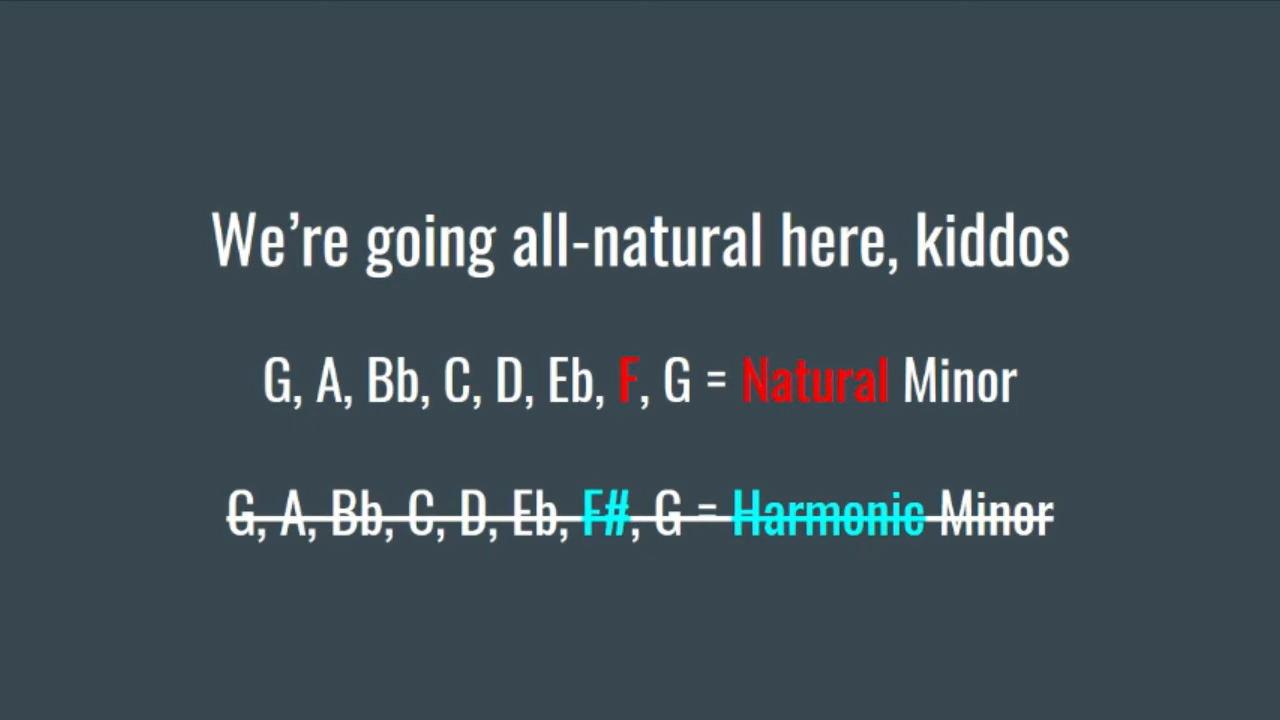 We’re going all-natural here, kiddos
G, A, Bb, C, D, Eb, F, G = Natural Minor
G, A, Bb, C, D, Eb, F#, G = Harmonic Minor